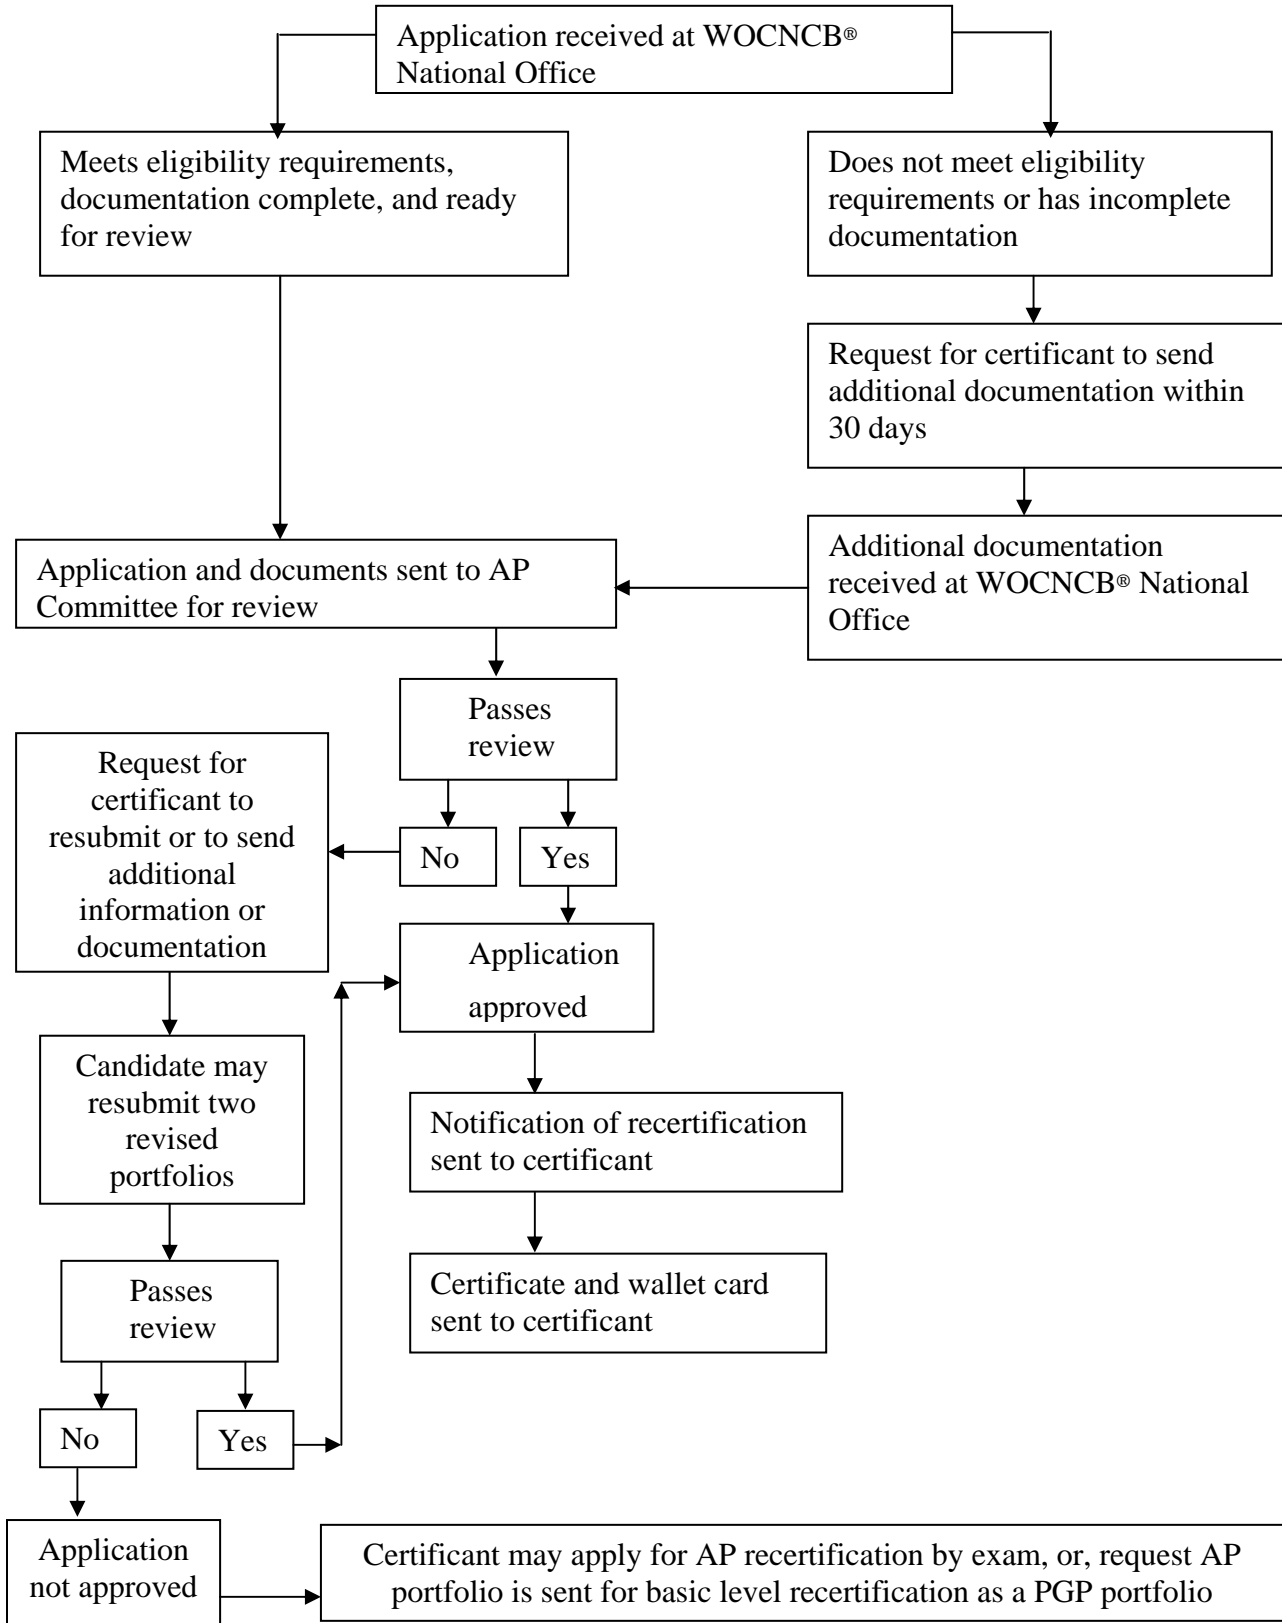 Application received at WOCNCB®
National Office
Meets eligibility requirements,
documentation complete, and ready
for review
Does not meet eligibility
requirements or has incomplete
documentation
Request for certificant to send
additional documentation within
30 days
Additional documentation
received at WOCNCB® National
Office
Application and documents sent to AP
Committee for review
Passes
review
No
Yes
Request for
certificant to
resubmit or to send
additional
information or
documentation
Application
approved
Candidate may
resubmit two
revised
portfolios
Notification of recertification
sent to certificant
Certificate and wallet card
sent to certificant
Passes
review
No
Yes
Application
not approved
Certificant may apply for AP recertification by exam, or, request AP
portfolio is sent for basic level recertification as a PGP portfolio